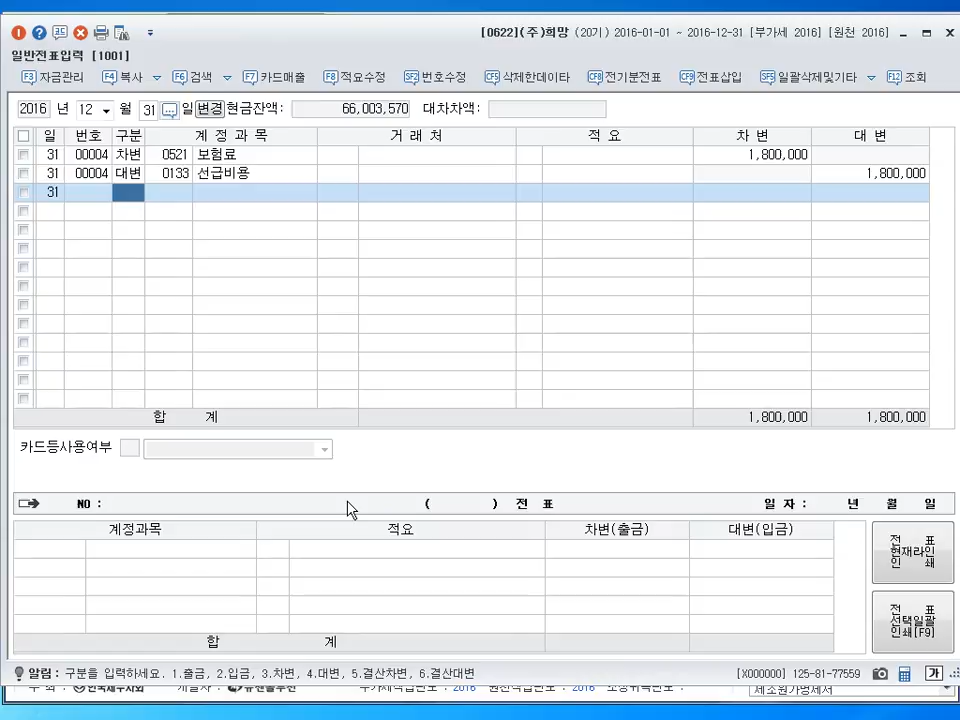 [0622](주)희망 (20기) 2016-01-01 ~ 2016-12-31 [부가세 2016] [원천 2016]
일반전표입력 [1001]
F3 자금관리 F4 복사 F6 검색 F7 카드매출 F8 적요수정 SF2 번호수정 CF5 삭제한데이타 CF8 전기분전표 CF9 전표삽입 SF5 일괄삭제및기타 F12 조회
2016 년 12 월 31 일 변경 현금잔액: 66,003,570 대차차액:
일 번호 구분 계 정 과 목 거 래 처 적 요 차 변 대 변
31 00004 차변 0521 보험료 1,800,000
31 00004 대변 0133 선급비용 1,800,000
31
합 계 1,800,000 1,800,000
카드등사용여부
NO : ( ) 전 표 일 자 : 년 월 일
계정과목 적요 차변(출금) 대변(입금)
전 표
현재라인
인 쇄
합 계
전 표
선택일괄
인쇄[F9]
알림 : 구분을 입력하세요. 1.출금, 2.입금, 3.차변, 4.대변, 5.결산차변, 6.결산대변 [X000000] 125-81-77559 가
2016 2016